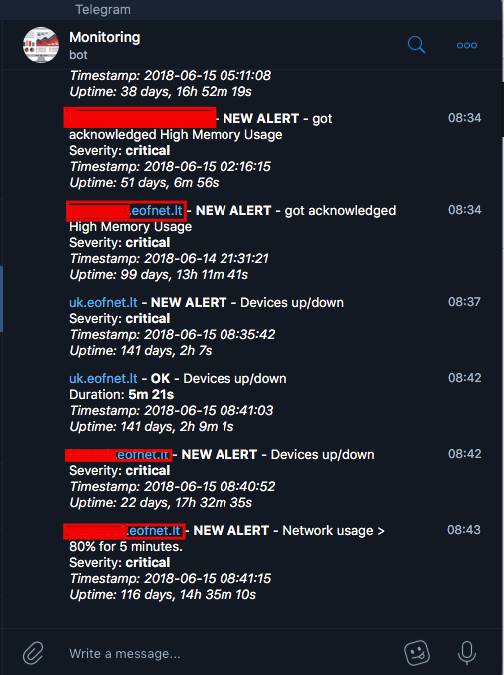 Telegram
Monitoring
bot
Timestamp: 2018-06-15 05:11:08
Uptime: 38 days, 16h 52m 19s
- NEW ALERT - got 08:34
acknowledged High Memory Usage
Severity: critical
Timestamp: 2018-06-15 02:16:15
Uptime: 51 days, 6m 56s
.eofnet.lt - NEW ALERT - got acknowledged 08:34
High Memory Usage
Severity: critical
Timestamp: 2018-06-14 21:31:21
Uptime: 99 days, 13h 11m 41s
uk.eofnet.lt - NEW ALERT - Devices up/down 08:37
Severity: critical
Timestamp: 2018-06-15 08:35:42
Uptime: 141 days, 2h 7s
uk.eofnet.lt - OK - Devices up/down 08:42
Duration: 5m 21s
Timestamp: 2018-06-15 08:41:03
Uptime: 141 days, 2h 9m 1s
.eofnet.lt - NEW ALERT - Devices up/down 08:42
Severity: critical
Timestamp: 2018-06-15 08:40:52
Uptime: 22 days, 17h 32m 35s
.eofnet.lt - NEW ALERT - Network usage > 08:43
80% for 5 minutes.
Severity: critical
Timestamp: 2018-06-15 08:41:15
Uptime: 116 days, 14h 35m 10s
Write a message...